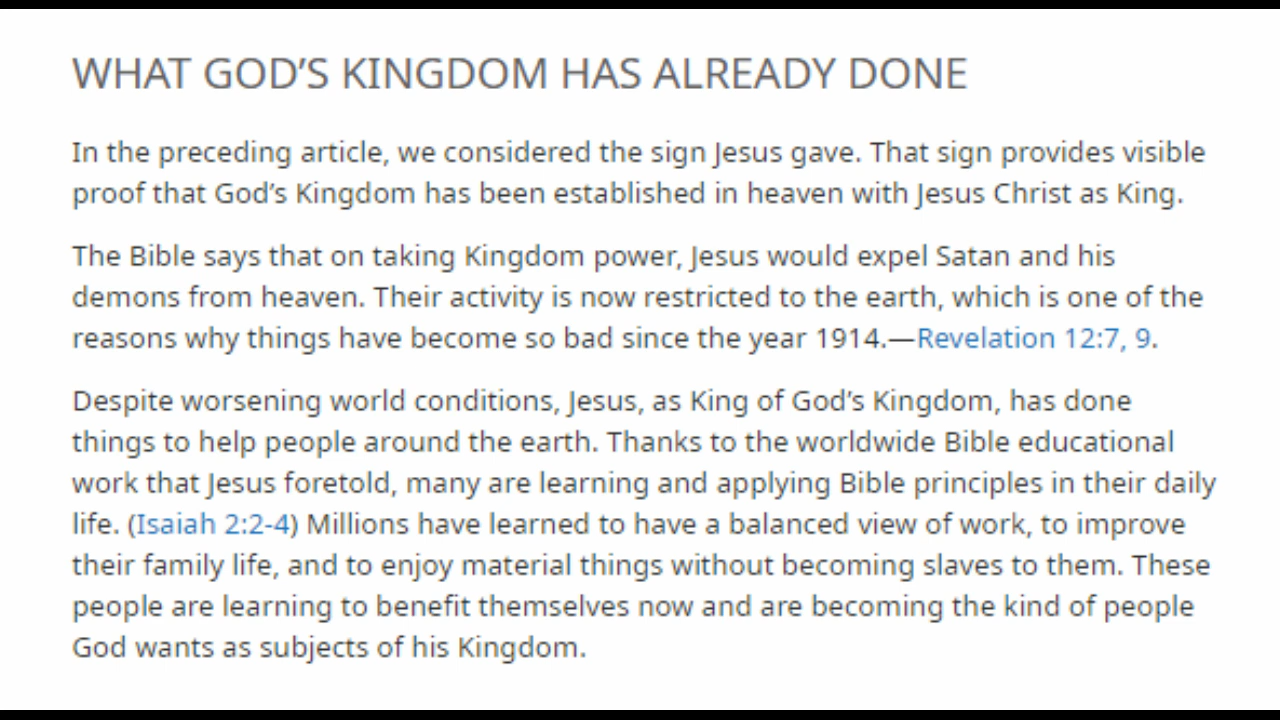 WHAT GOD’S KINGDOM HAS ALREADY DONE
In the preceding article, we considered the sign Jesus gave. That sign provides visible
proof that God’s Kingdom has been established in heaven with Jesus Christ as King.
The Bible says that on taking Kingdom power, Jesus would expel Satan and his
demons from heaven. Their activity is now restricted to the earth, which is one of the
reasons why things have become so bad since the year 1914.—Revelation 12:7, 9.
Despite worsening world conditions, Jesus, as King of God’s Kingdom, has done
things to help people around the earth. Thanks to the worldwide Bible educational
work that Jesus foretold, many are learning and applying Bible principles in their daily
life. (Isaiah 2:2-4) Millions have learned to have a balanced view of work, to improve
their family life, and to enjoy material things without becoming slaves to them. These
people are learning to benefit themselves now and are becoming the kind of people
God wants as subjects of his Kingdom.